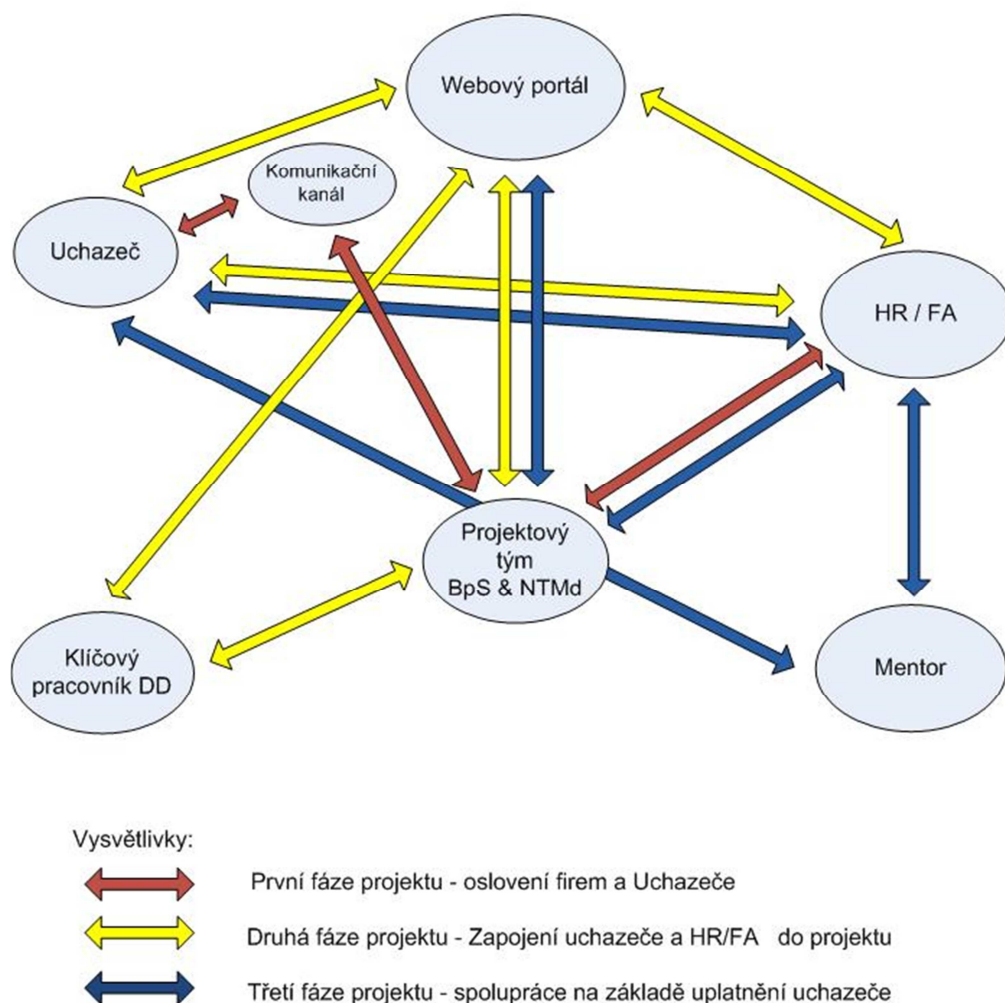 Webový portál
Komunikační
kanál
Uchazeč
HR / FA
Projektový
tým
BpS & NTMd
Klíčový
pracovník DD
Mentor
Vysvětlivky:
První fáze projektu - oslovení firem a Uchazeče
Druhá fáze projektu - Zapojení uchazeče a HR/FA do projektu
Třetí fáze projektu - spolupráce na základě uplatnění uchazeče